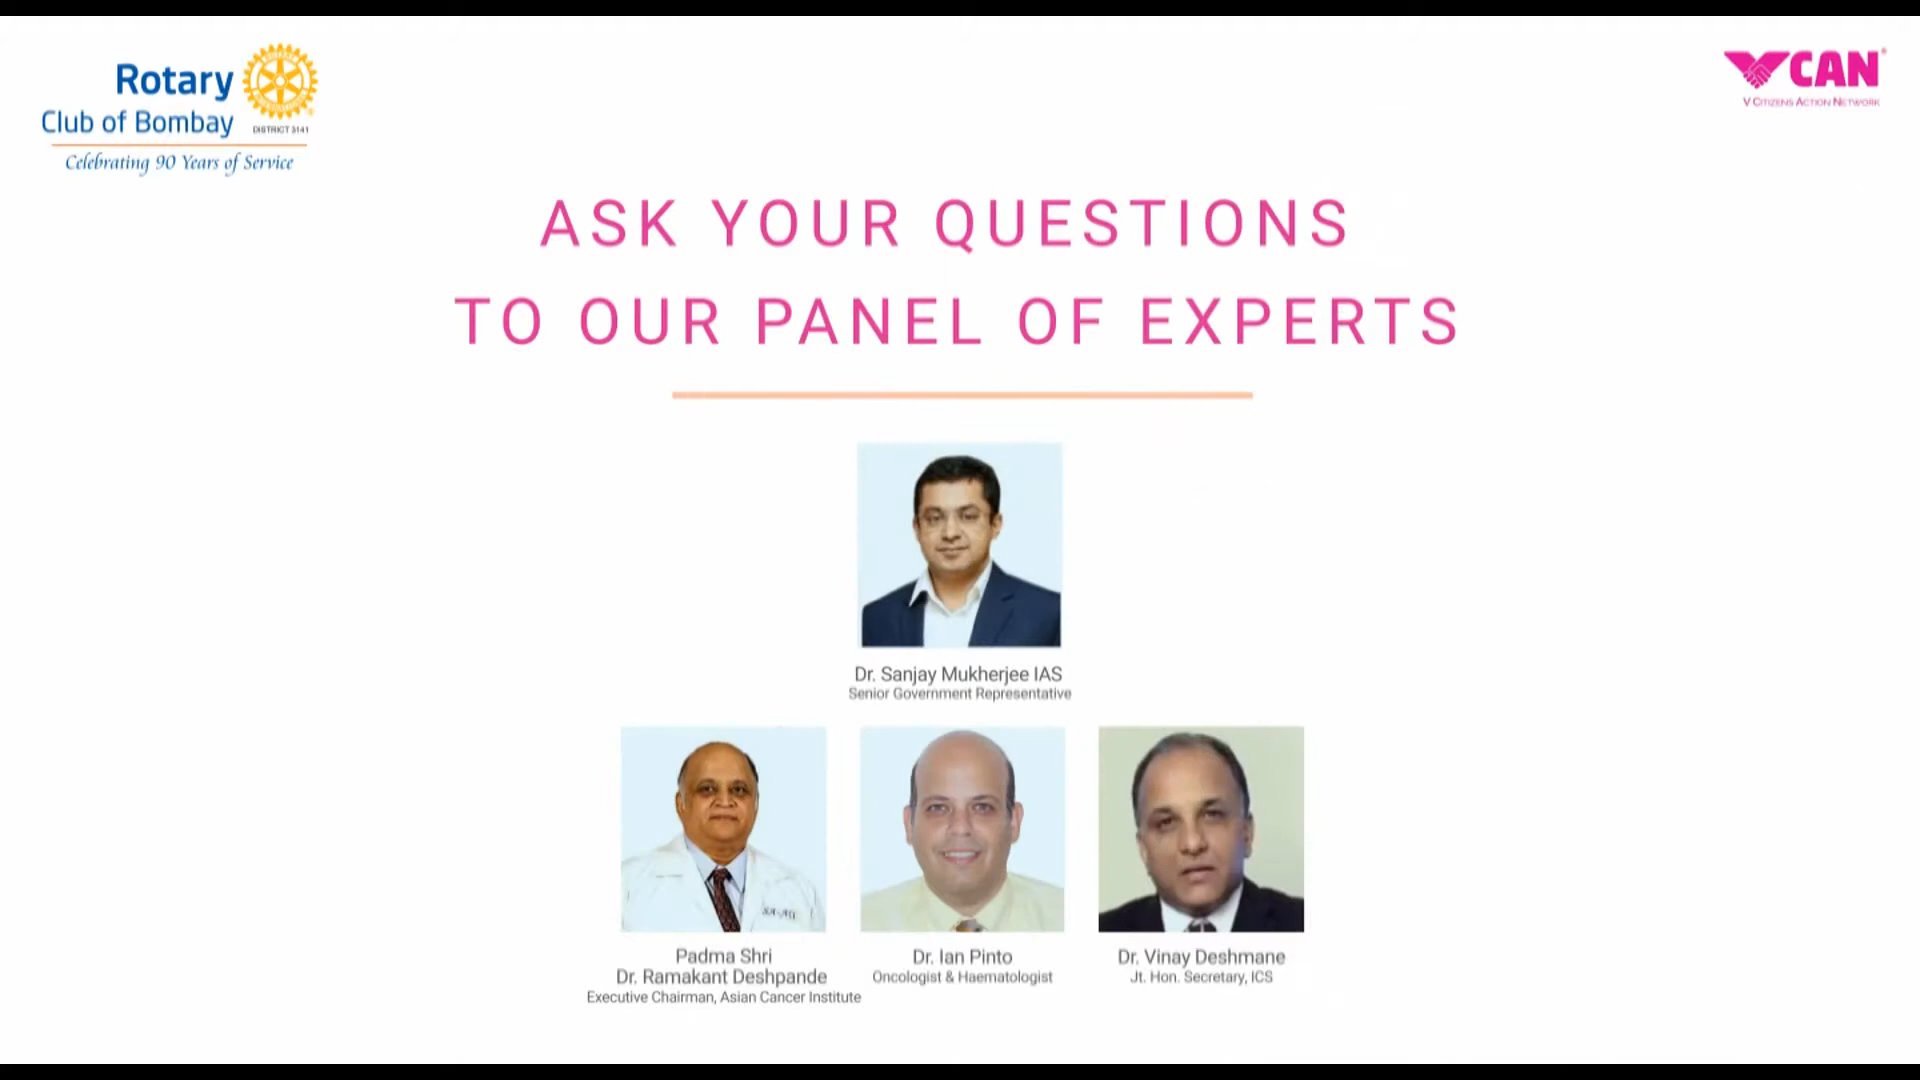 Rotary
Club of Bombay
DISTRICT 3141
Celebrating 90 Years of Service
VCAN
V CITIZENS ACTION NETWORK
ASK YOUR QUESTIONS
TO OUR PANEL OF EXPERTS
Dr. Sanjay Mukherjee IAS
Senior Government Representative
Padma Shri
Dr. Ramakant Deshpande
Executive Chairman, Asian Cancer Institute
Dr. Ian Pinto
Oncologist & Haematologist
Dr. Vinay Deshmane
Jt. Hon. Secretary, ICS